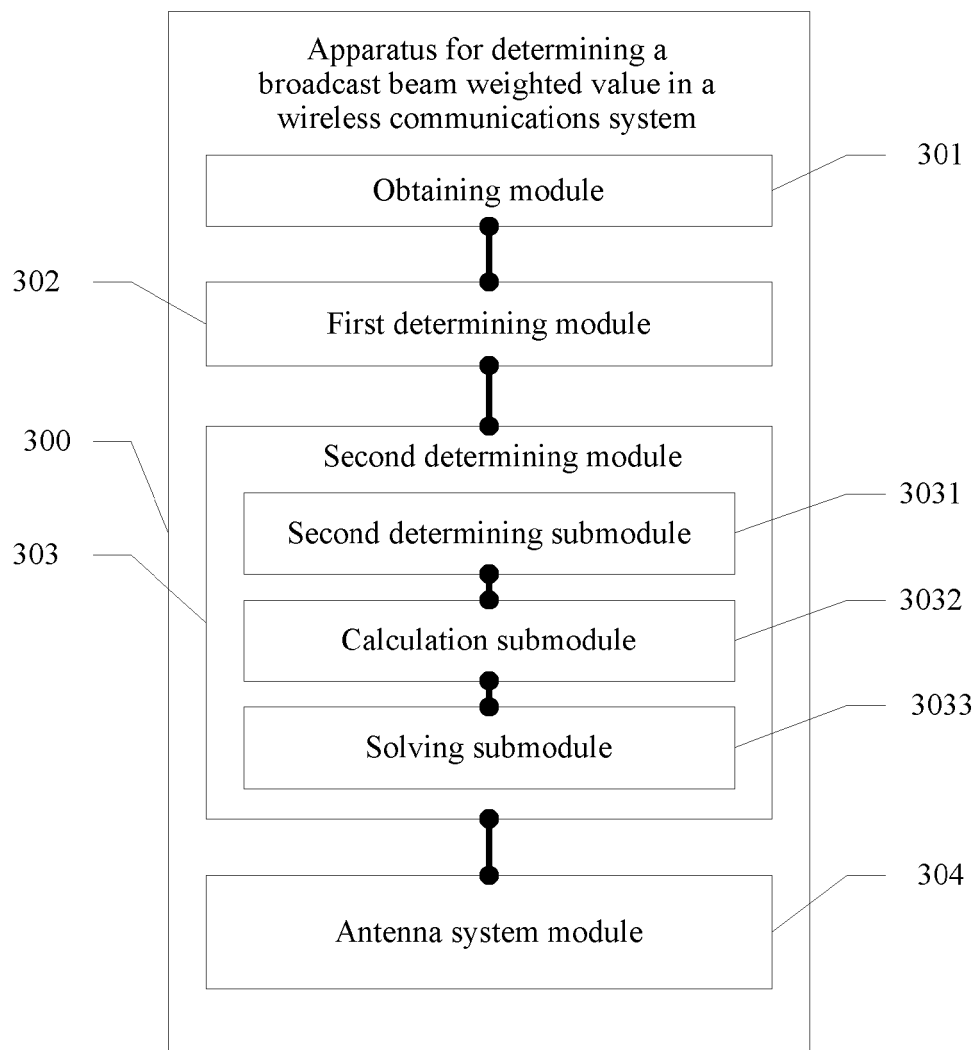 Apparatus for determining a
broadcast beam weighted value in a
wireless communications system
301
Obtaining module
302
First determining module
300
Second determining module
3031
Second determining submodule
303
3032
Calculation submodule
3033
Solving submodule
304
Antenna system module